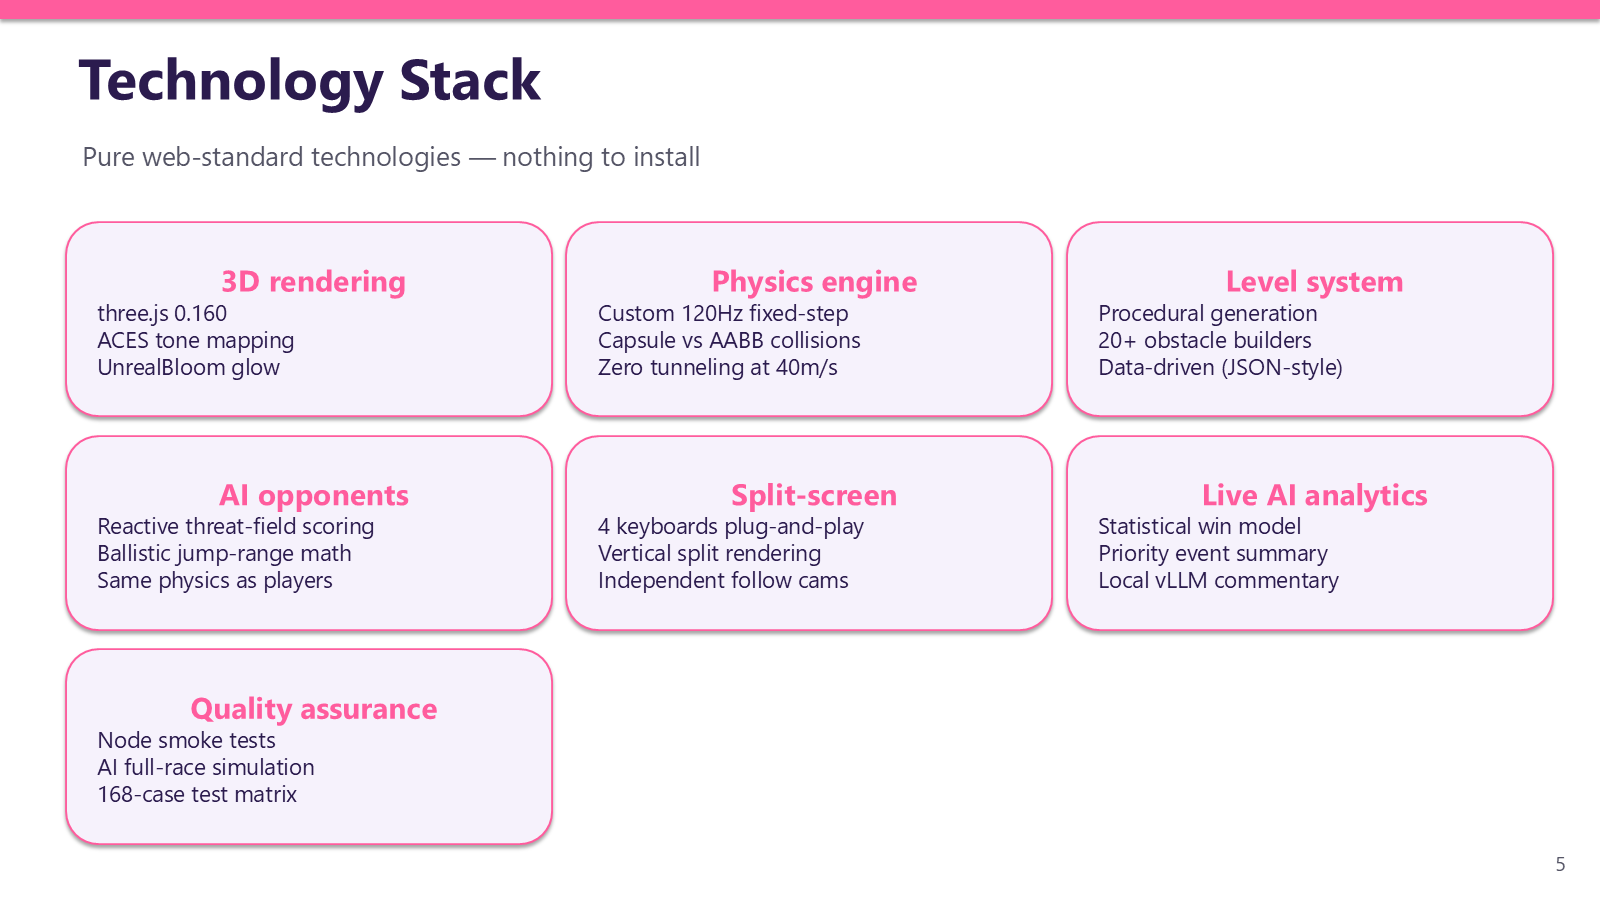 Technology Stack
Pure web-standard technologies — nothing to install
3D rendering
three.js 0.160
ACES tone mapping
UnrealBloom glow
Physics engine
Custom 120Hz fixed-step
Capsule vs AABB collisions
Zero tunneling at 40m/s
Level system
Procedural generation
20+ obstacle builders
Data-driven (JSON-style)
AI opponents
Reactive threat-field scoring
Ballistic jump-range math
Same physics as players
Split-screen
4 keyboards plug-and-play
Vertical split rendering
Independent follow cams
Live AI analytics
Statistical win model
Priority event summary
Local vLLM commentary
Quality assurance
Node smoke tests
AI full-race simulation
168-case test matrix
5